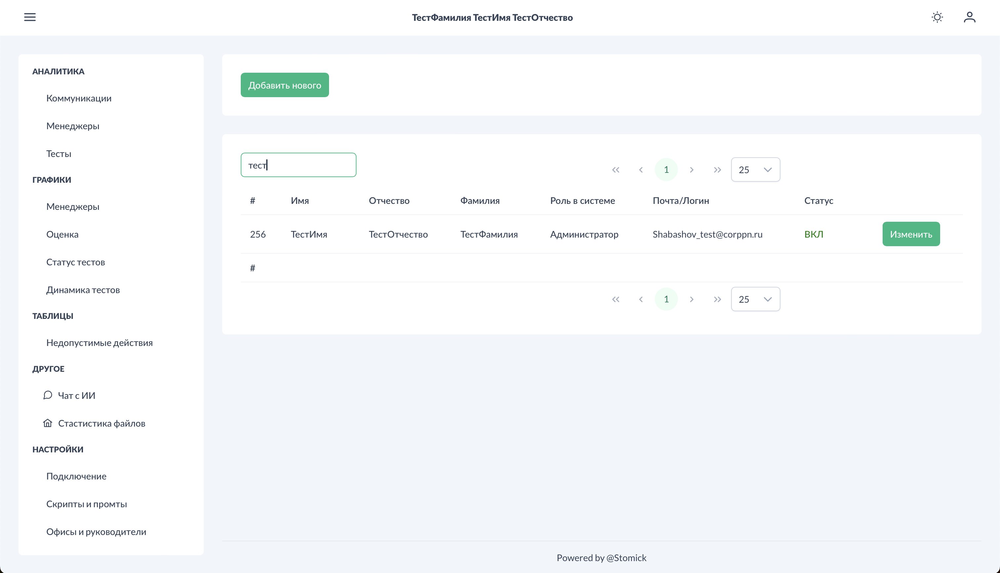 ТестФамилия ТестИмя ТестОтчество
АНАЛИТИКА
Коммуникации
Менеджеры
Тесты
ГРАФИКИ
Менеджеры
Оценка
Статус тестов
Динамика тестов
ТАБЛИЦЫ
Недопустимые действия
ДРУГОЕ
Чат с ИИ
Стастистика файлов
НАСТРОЙКИ
Подключение
Скрипты и промты
Офисы и руководители
Добавить нового
тест
1 25
# Имя Отчество Фамилия Роль в системе Почта/Логин Статус
256 ТестИмя ТестОтчество ТестФамилия Администратор Shabashov_test@corppn.ru ВКЛ Изменить
#
1 25
Powered by @Stomick